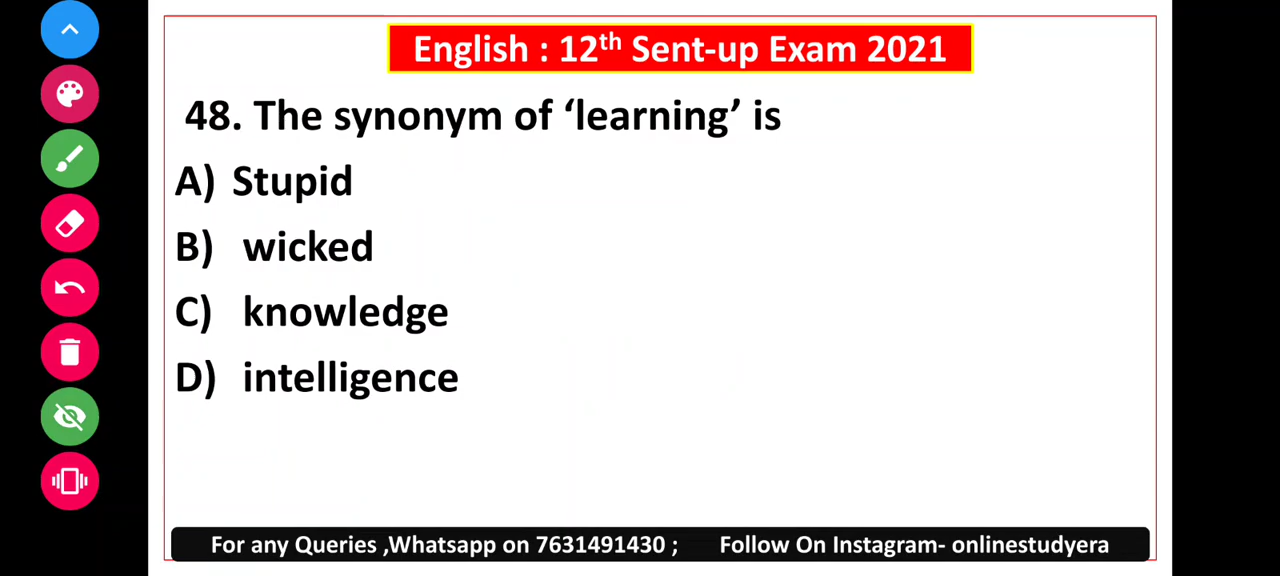 English : 12th Sent-up Exam 2021
48. The synonym of ‘learning’ is
A) Stupid
B) wicked
C) knowledge
D) intelligence
For any Queries ,Whatsapp on 7631491430 ; Follow On Instagram- onlinestudyera